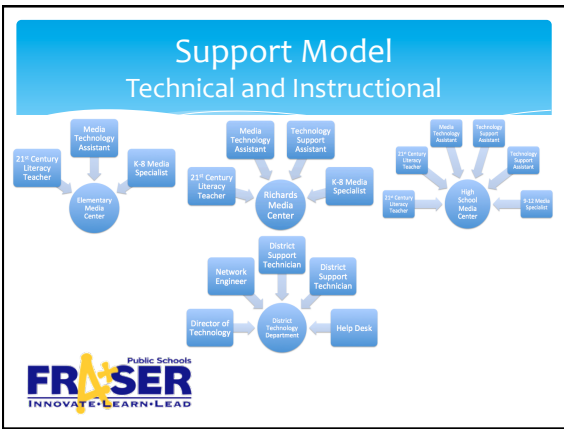 Support Model
Technical and Instructional
Media
Technology
Assistant
21st Century
Literacy
Teacher
K-8 Media
Specialist
Elementary
Media
Center
Media
Technology
Assistant
Technology
Support
Assistant
21st Century
Literacy
Teacher
K-8 Media
Specialist
Richards
Media
Center
Media
Technology
Assistant
Technology
Support
Assistant
21st Century
Literacy
Teacher
Technology
Support
Assistant
21st Century
Literacy
Teacher
9-12 Media
Specialist
High
School
Media
Center
District
Support
Technician
Network
Engineer
District
Support
Technician
Director of
Technology
Help Desk
District
Technology
Department
Public Schools
FRASER
A+
INNOVATE•LEARN•LEAD